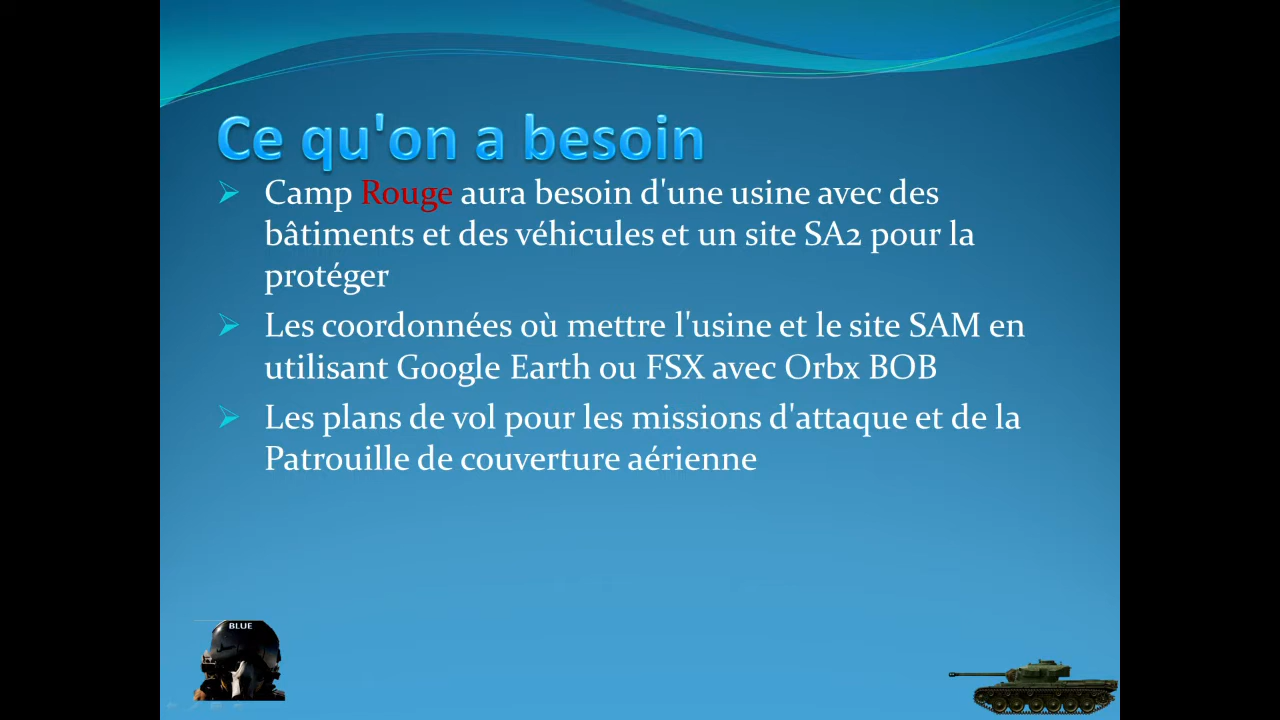 Ce qu'on a besoin
Camp Rouge aura besoin d'une usine avec des
bâtiments et des véhicules et un site SA2 pour la
protéger
Les coordonnées où mettre l'usine et le site SAM en
utilisant Google Earth ou FSX avec Orbx BOB
Les plans de vol pour les missions d'attaque et de la
Patrouille de couverture aérienne
BLUE